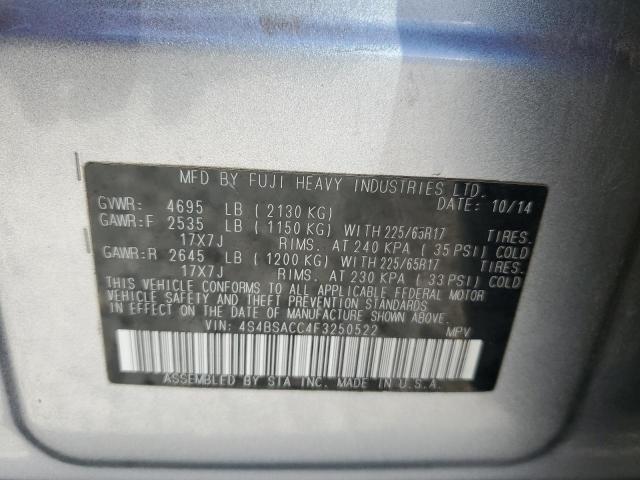 MFD BY FUJI HEAVY INDUSTRIES LTD.
DATE: 10/14
GVWR: 4695 LB ( 2130 KG)
GAWR:F 2535 LB ( 1150 KG) WITH 225/65R17 TIRES.
17X7J RIMS. AT 240 KPA ( 35 PSI) COLD
GAWR:R 2645 LB ( 1200 KG) WITH 225/65R17 TIRES.
17X7J RIMS. AT 230 KPA ( 33 PSI) COLD
THIS VEHICLE CONFORMS TO ALL APPLICABLE FEDERAL MOTOR
VEHICLE SAFETY AND THEFT PREVENTION STANDARDS
IN EFFECT ON THE DATE OF MANUFACTURE SHOWN ABOVE.
VIN: 4S4BSACC4F3250522 MPV
ASSEMBLED BY SIA INC. MADE IN U.S.A.